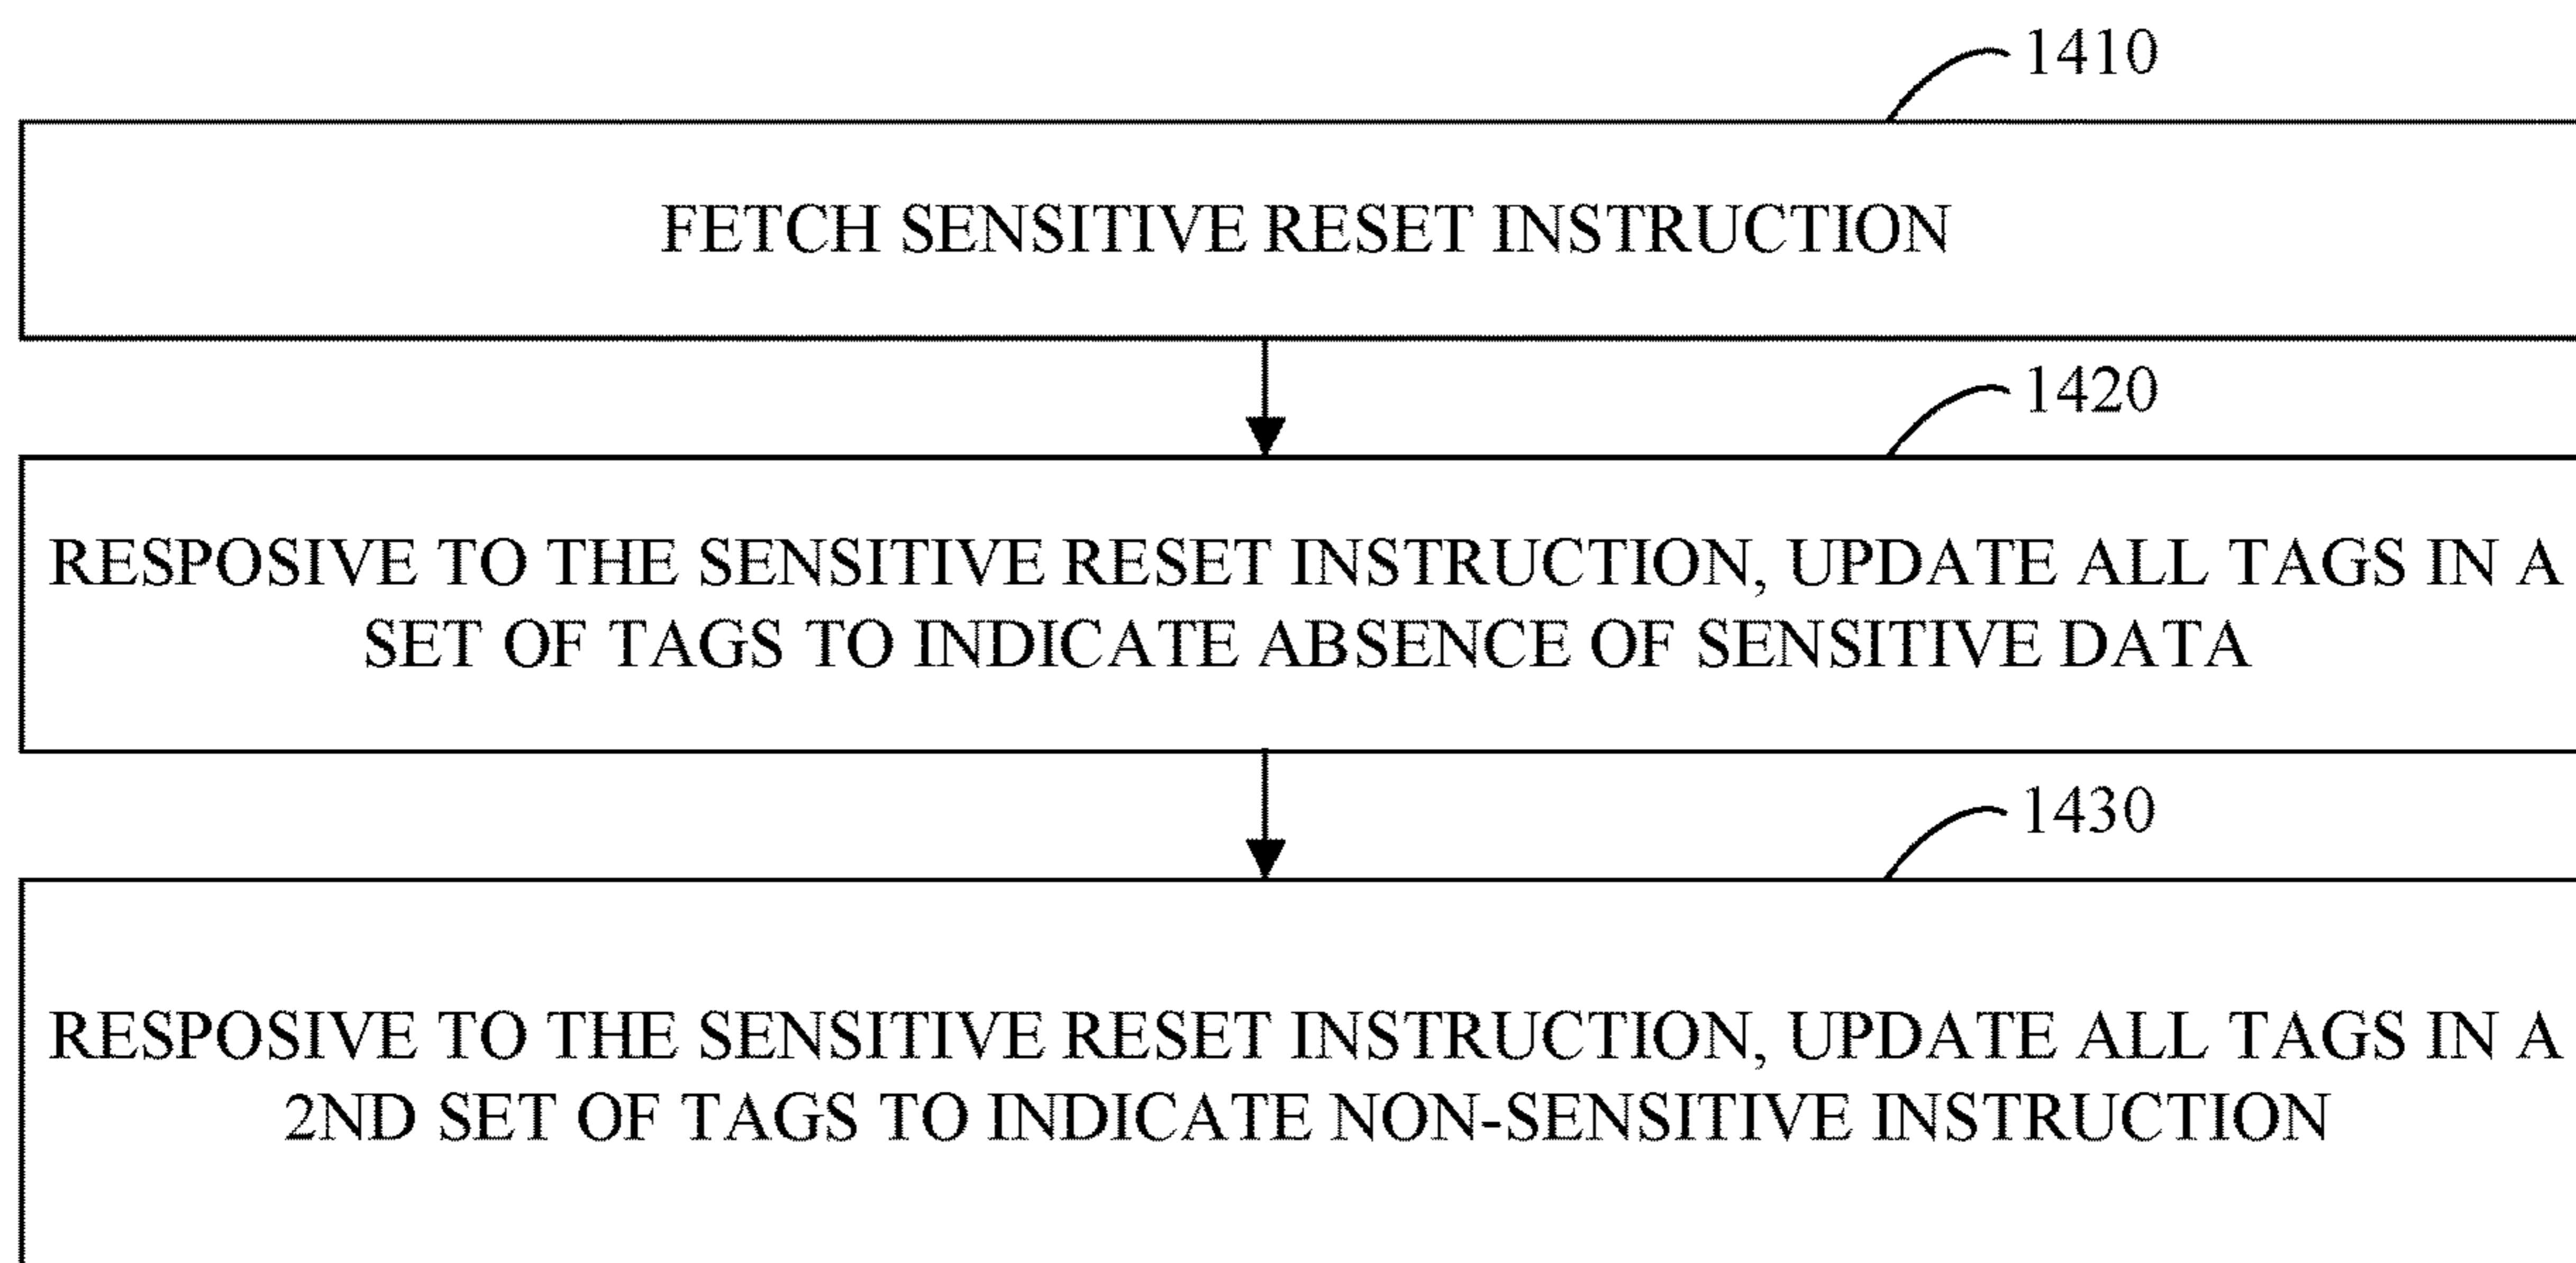 1410
FETCH SENSITIVE RESET INSTRUCTION
1420
RESPOSIVE TO THE SENSITIVE RESET INSTRUCTION, UPDATE ALL TAGS IN A
SET OF TAGS TO INDICATE ABSENCE OF SENSITIVE DATA
1430
RESPOSIVE TO THE SENSITIVE RESET INSTRUCTION, UPDATE ALL TAGS IN A
2ND SET OF TAGS TO INDICATE NON-SENSITIVE INSTRUCTION